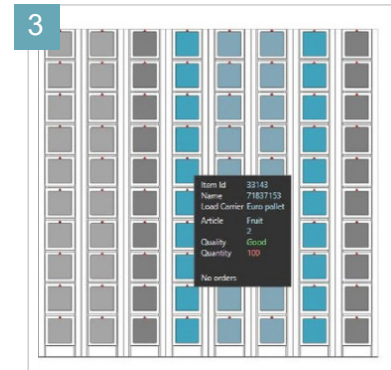 3
Item Id 33143
Name 71837153
Load Carrier Euro pallet
Article Fruit
2
Quality Good
Quantity 100
No orders